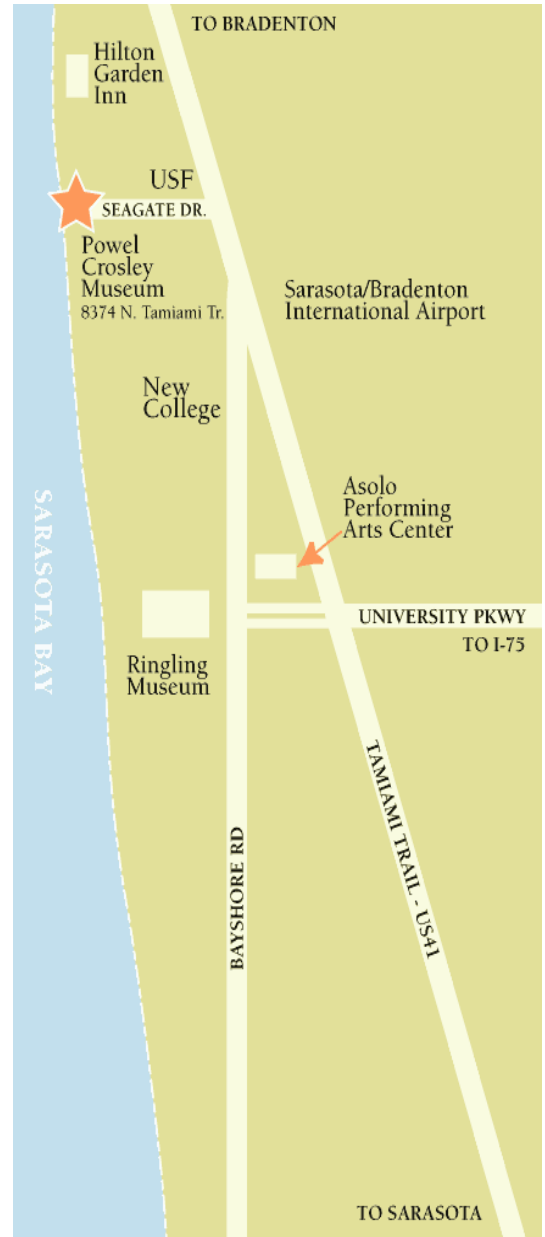 TO BRADENTON
Hilton
Garden
Inn
USF
SEAGATE DR.
Powel
Crosley
Museum
8374 N. Tamiami Tr.
Sarasota/Bradenton
International Airport
New
College
Asolo
Performing
Arts Center
SARASOTA BAY
UNIVERSITY PKWY
TO I-75
Ringling
Museum
TAMIAMI TRAIL - US41
BAYSHORE RD
TO SARASOTA